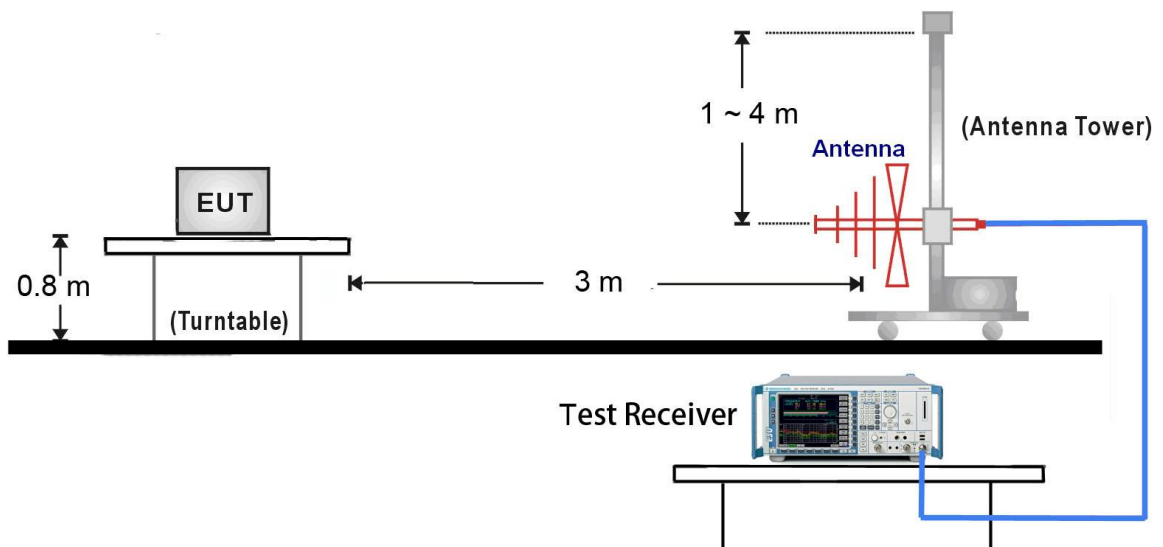 1 ~ 4 m
(Antenna Tower)
Antenna
EUT
0.8 m
3 m
(Turntable)
Test Receiver